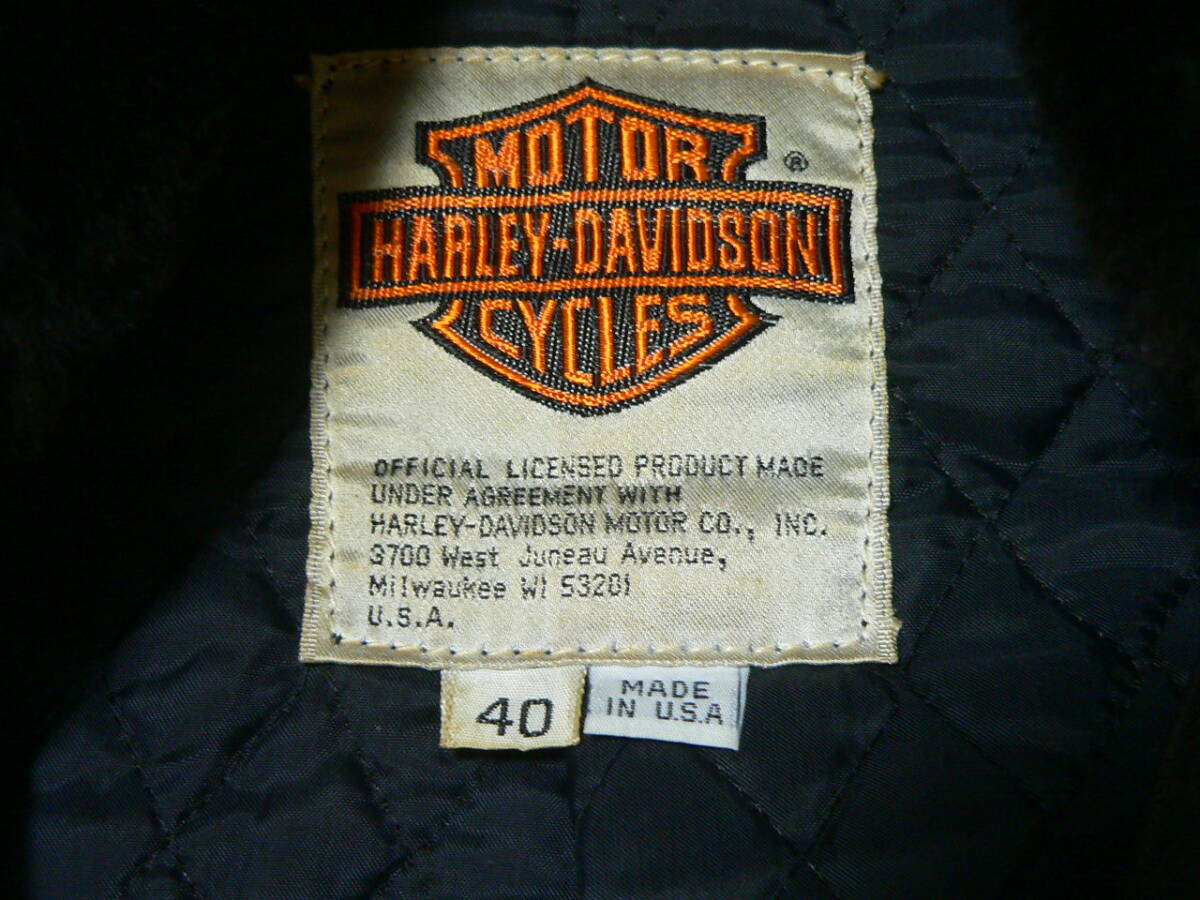 MOTOR
®
HARLEY-DAVIDSON
CYCLES
OFFICIAL LICENSED PRODUCT MADE
UNDER AGREEMENT WITH
HARLEY-DAVIDSON MOTOR CO., INC.
3700 West Juneau Avenue,
Milwaukee WI 53201
U.S.A.
40
MADE
IN U.S.A